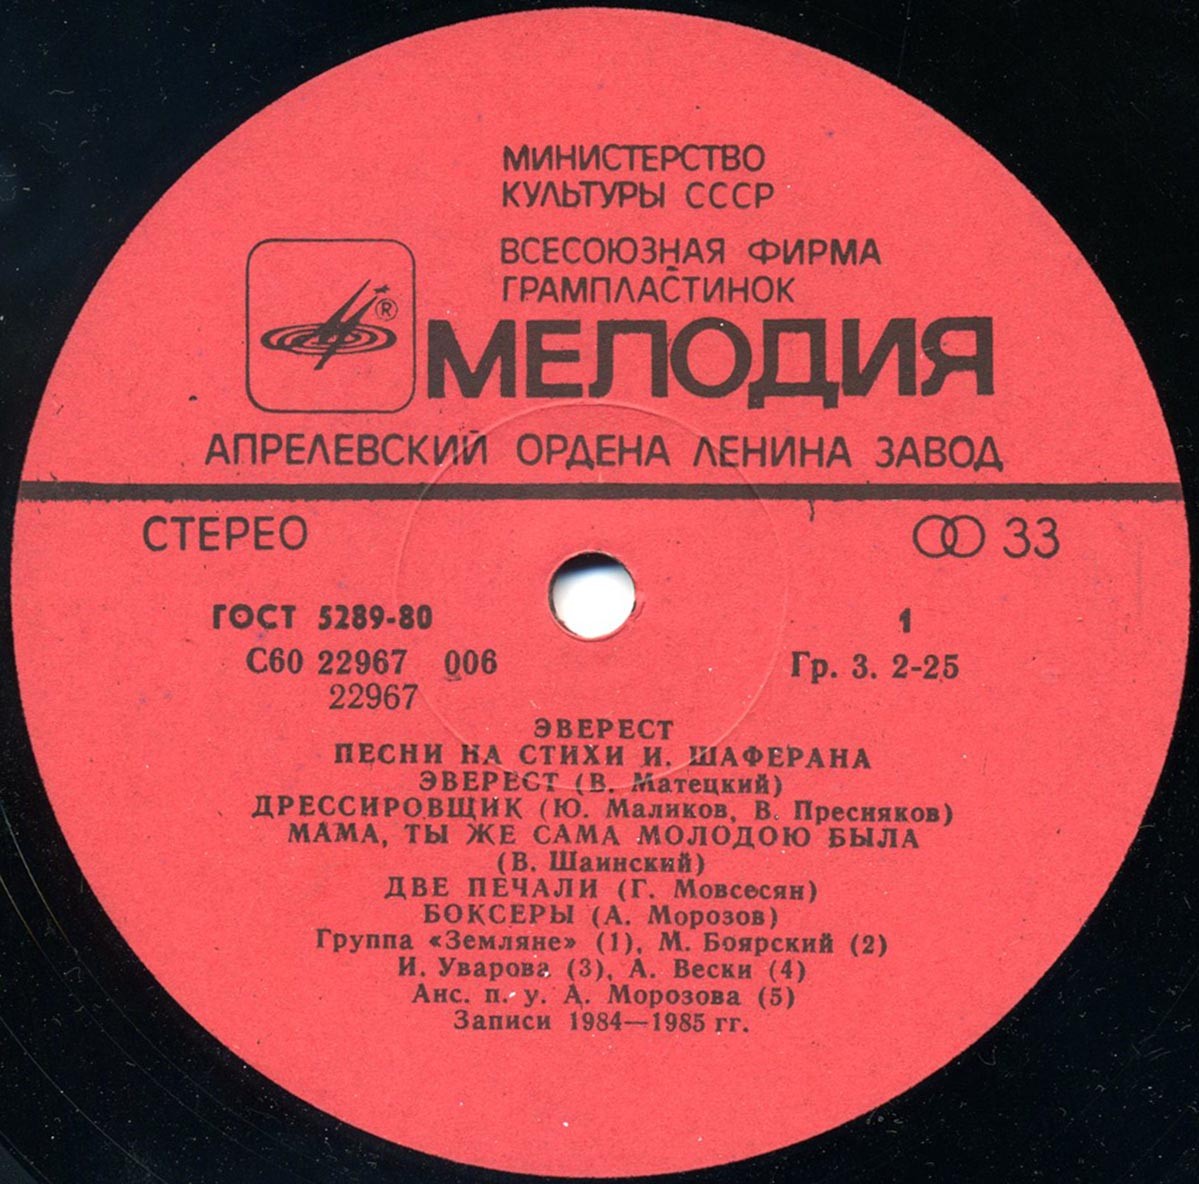 МИНИСТЕРСТВО
КУЛЬТУРЫ СССР
ВСЕСОЮЗНАЯ ФИРМА
ГРАМПЛАСТИНОК
®
МЕЛОДИЯ
АПРЕЛЕВСКИЙ ОРДЕНА ЛЕНИНА ЗАВОД
СТЕРЕО 33
ГОСТ 5289-80 1
С60 22967 006 Гр. 3. 2-25
22967
ЭВЕРЕСТ
ПЕСНИ НА СТИХИ И. ШАФЕРАНА
ЭВЕРЕСТ (В. Матецкий)
ДРЕССИРОВЩИК (Ю. Маликов, В. Пресняков)
МАМА, ТЫ ЖЕ САМА МОЛОДОЮ БЫЛА
(В. Шаинский)
ДВЕ ПЕЧАЛИ (Г. Мовсесян)
БОКСЕРЫ (А. Морозов)
Группа «Земляне» (1), М. Боярский (2)
И. Уварова (3), А. Вески (4)
Анс. п. у. А. Морозова (5)
Записи 1984—1985 гг.